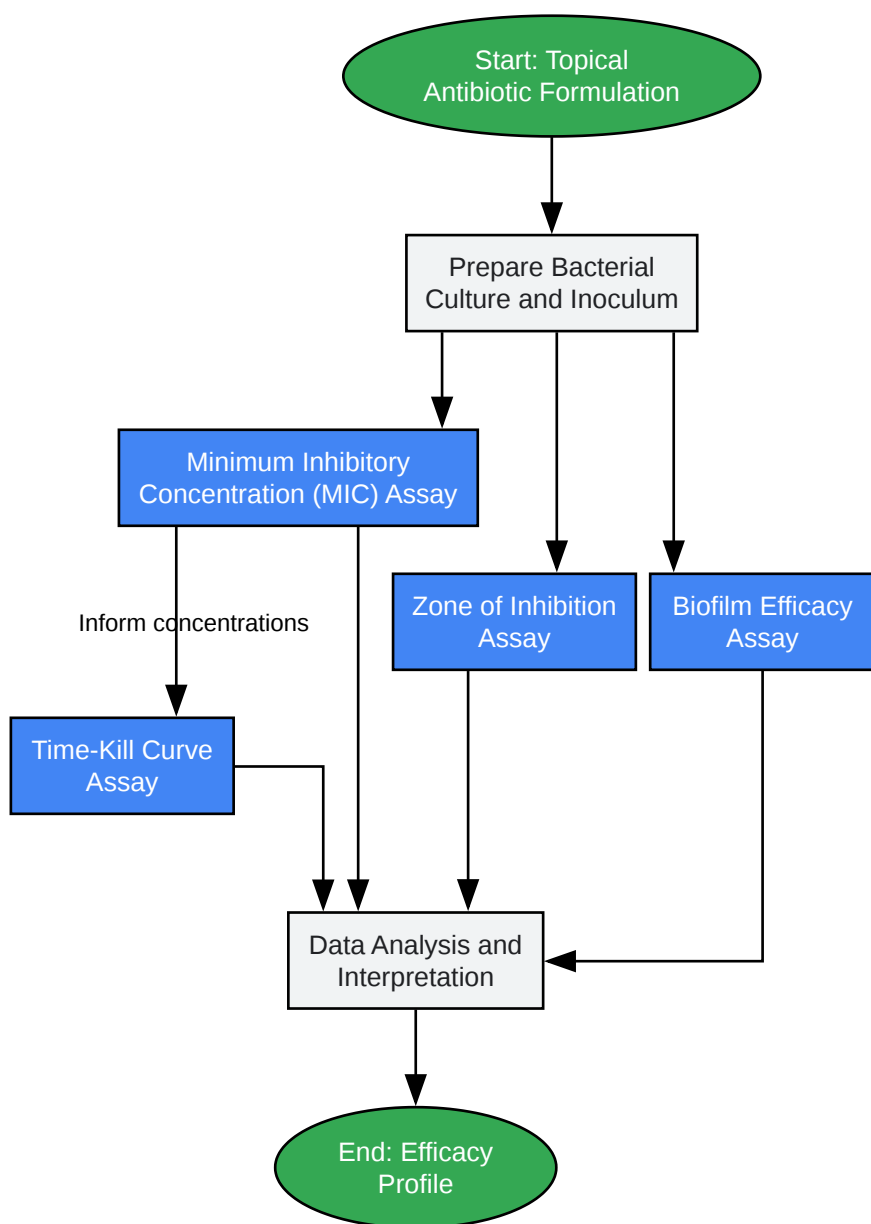 Start: Topical
Antibiotic Formulation
Prepare Bacterial
Culture and Inoculum
Minimum Inhibitory
Concentration (MIC) Assay
Zone of Inhibition
Assay
Biofilm Efficacy
Assay
Inform concentrations
Time-Kill Curve
Assay
Data Analysis and
Interpretation
End: Efficacy
Profile